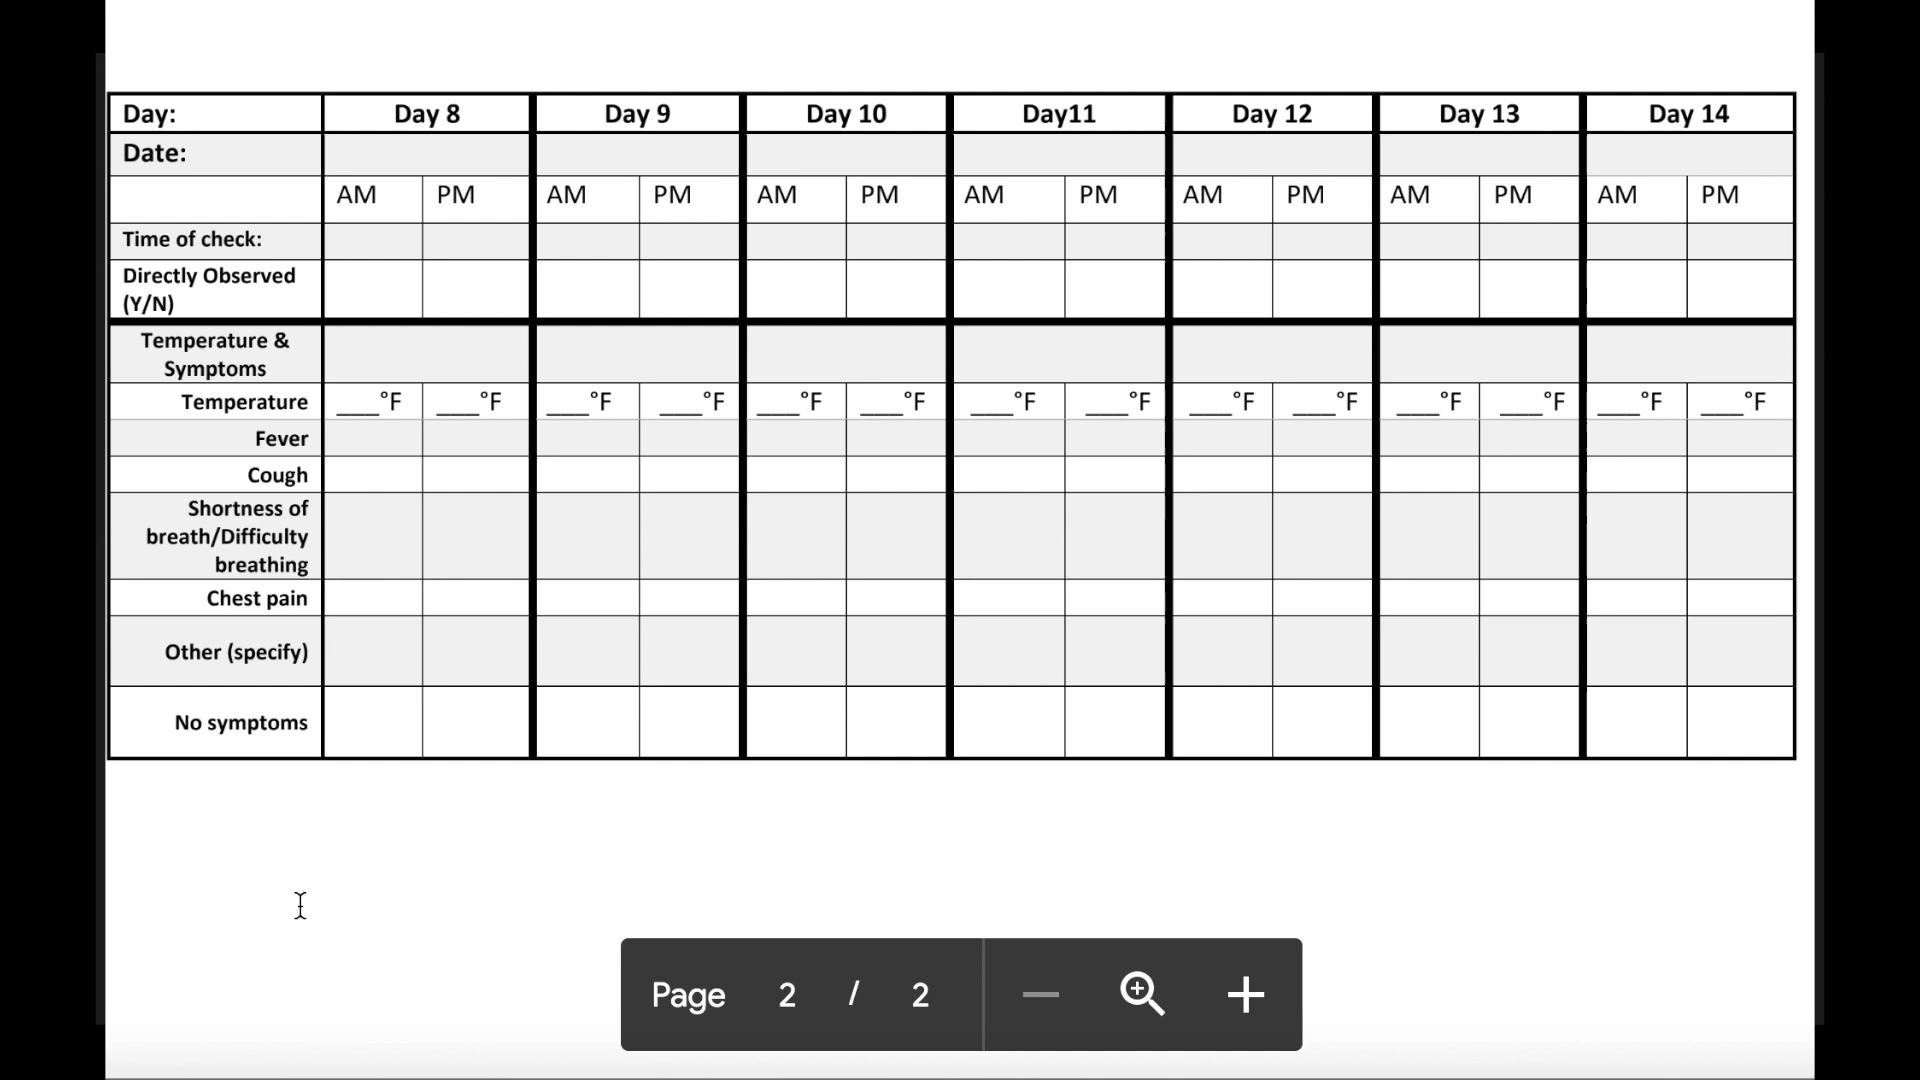 Day: Day 8 Day 9 Day 10 Day11 Day 12 Day 13 Day 14
Date:
AM PM AM PM AM PM AM PM AM PM AM PM AM PM
Time of check:
Directly Observed
(Y/N)
Temperature &
Symptoms
Temperature ___°F ___°F ___°F ___°F ___°F ___°F ___°F ___°F ___°F ___°F ___°F ___°F ___°F ___°F
Fever
Cough
Shortness of
breath/Difficulty
breathing
Chest pain
Other (specify)
No symptoms
Page 2 / 2